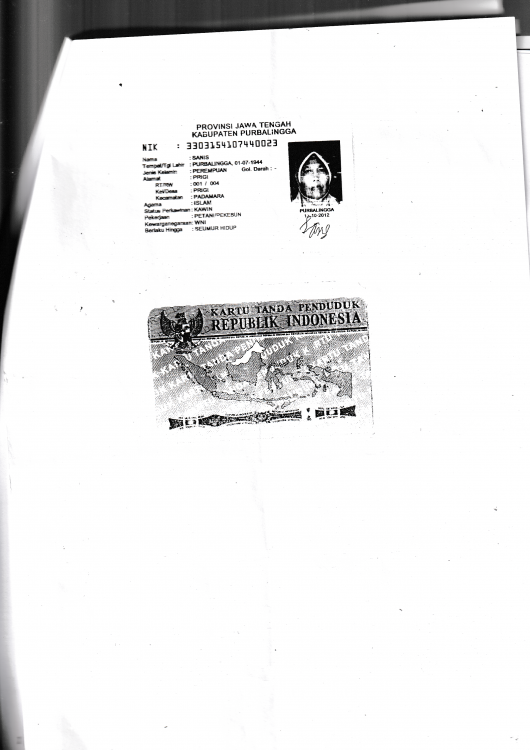 PROVINSI JAWA TENGAH
KABUPATEN PURBALINGGA
NIK : 3303154107440023
Nama : SANIS
Tempat/Tgl Lahir : PURBALINGGA, 01-07-1944
Jenis Kelamin : PEREMPUAN Gol. Darah : -
Alamat : PRIGI
RT/RW : 001 / 004
Kel/Desa : PRIGI
Kecamatan : PADAMARA
Agama : ISLAM
Status Perkawinan : KAWIN
Pekerjaan : PETANI/PEKEBUN
Kewarganegaraan: WNI
Berlaku Hingga : SEUMUR HIDUP
PURBALINGGA
-10-2012
KARTU TANDA PENDUDUK
REPUBLIK INDONESIA